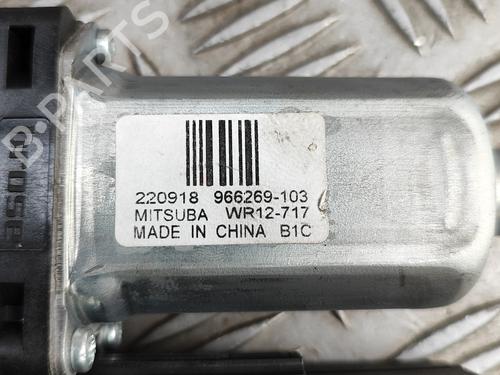 220918 966269-103
MITSUBA WR12-717
MADE IN CHINA B1C
B-PARTS